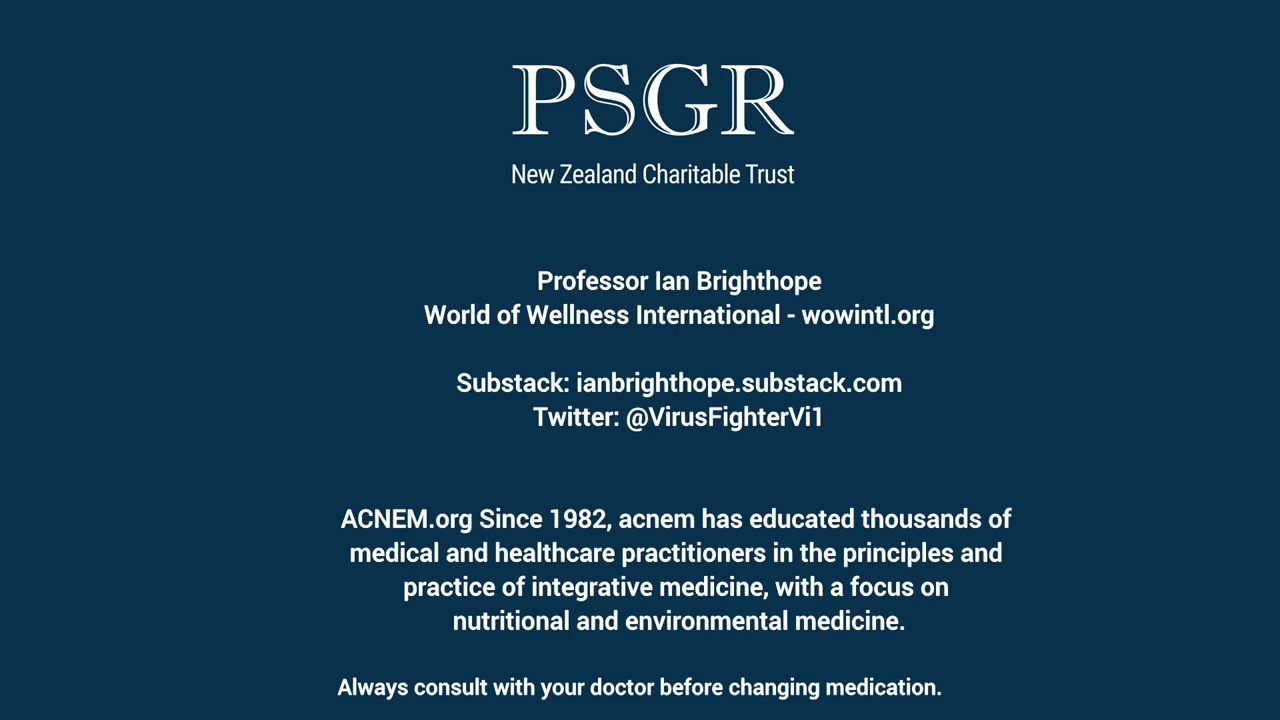 PSGR
New Zealand Charitable Trust
Professor Ian Brighthope
World of Wellness International - wowintl.org
Substack: ianbrighthope.substack.com
Twitter: @VirusFighterVi1
ACNEM.org Since 1982, acnem has educated thousands of
medical and healthcare practitioners in the principles and
practice of integrative medicine, with a focus on
nutritional and environmental medicine.
Always consult with your doctor before changing medication.